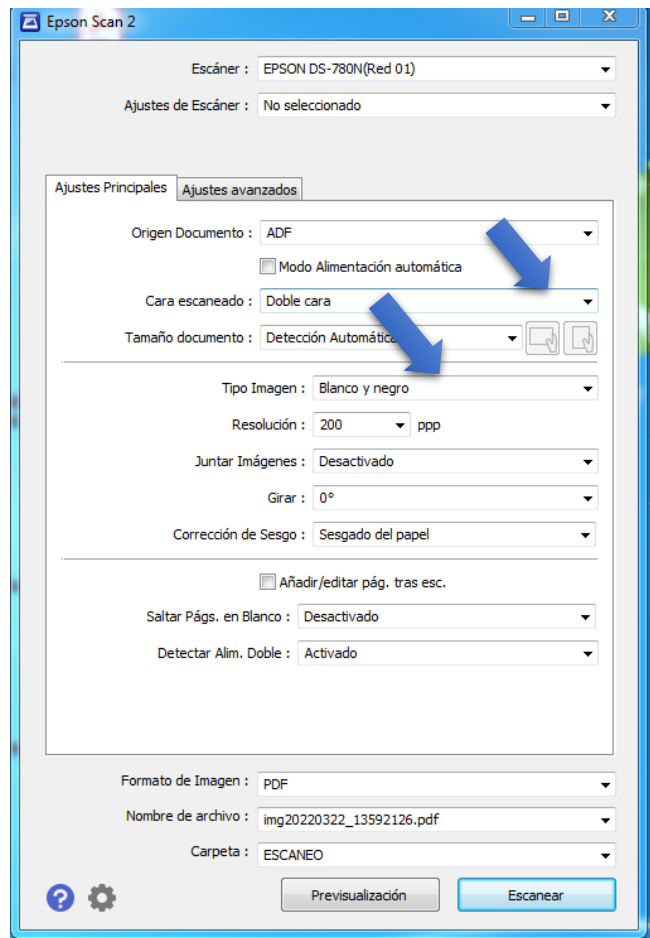 Epson Scan 2
Escáner : EPSON DS-780N(Red 01)
Ajustes de Escáner : No seleccionado
Ajustes Principales Ajustes avanzados
Origen Documento : ADF
Modo Alimentación automática
Cara escaneado : Doble cara
Tamaño documento : Detección Automática
Tipo Imagen : Blanco y negro
Resolución : 200 ppp
Juntar Imágenes : Desactivado
Girar : 0°
Corrección de Sesgo : Sesgado del papel
Añadir/editar pág. tras esc.
Saltar Págs. en Blanco : Desactivado
Detectar Alim. Doble : Activado
Formato de Imagen : PDF
Nombre de archivo : img20220322_13592126.pdf
Carpeta : ESCANEO
? Previsualización Escanear